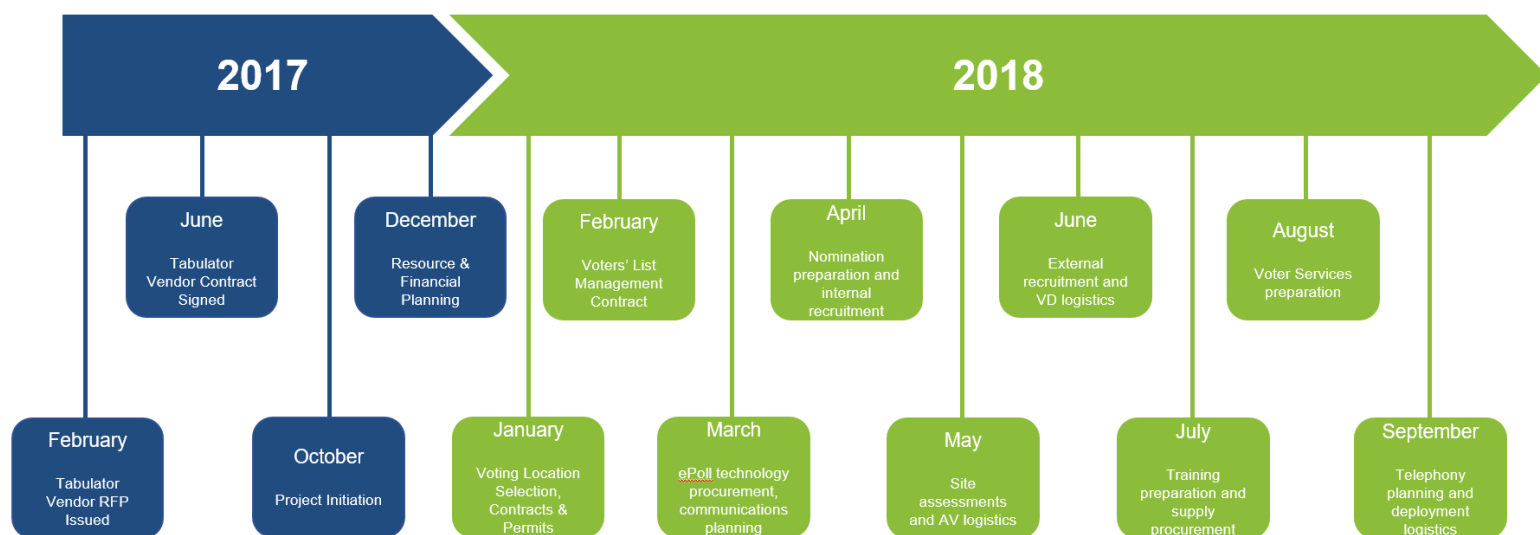 2017
2018
June
Tabulator
Vendor Contract
Signed
December
Resource &
Financial
Planning
February
Voters' List
Management
Contract
April
Nomination
preparation and
internal
recruitment
June
External
recruitment and
VD logistics
August
Voter Services
preparation
February
Tabulator
Vendor RFP
Issued
October
Project Initiation
January
Voting Location
Selection,
Contracts &
Permits
March
ePoll technology
procurement,
communications
planning
May
Site
assessments
and AV logistics
July
Training
preparation and
supply
procurement
September
Telephony
planning and
deployment
logistics